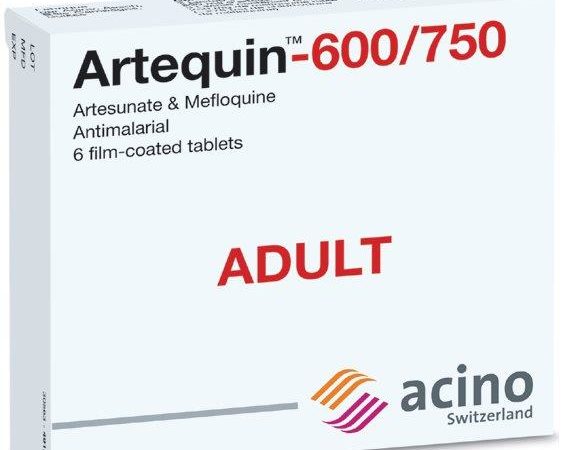 Artequin™-600/750
Artesunate & Mefloquine
Antimalarial
6 film-coated tablets
ADULT
acino
Switzerland
LOT
MFD
EXP